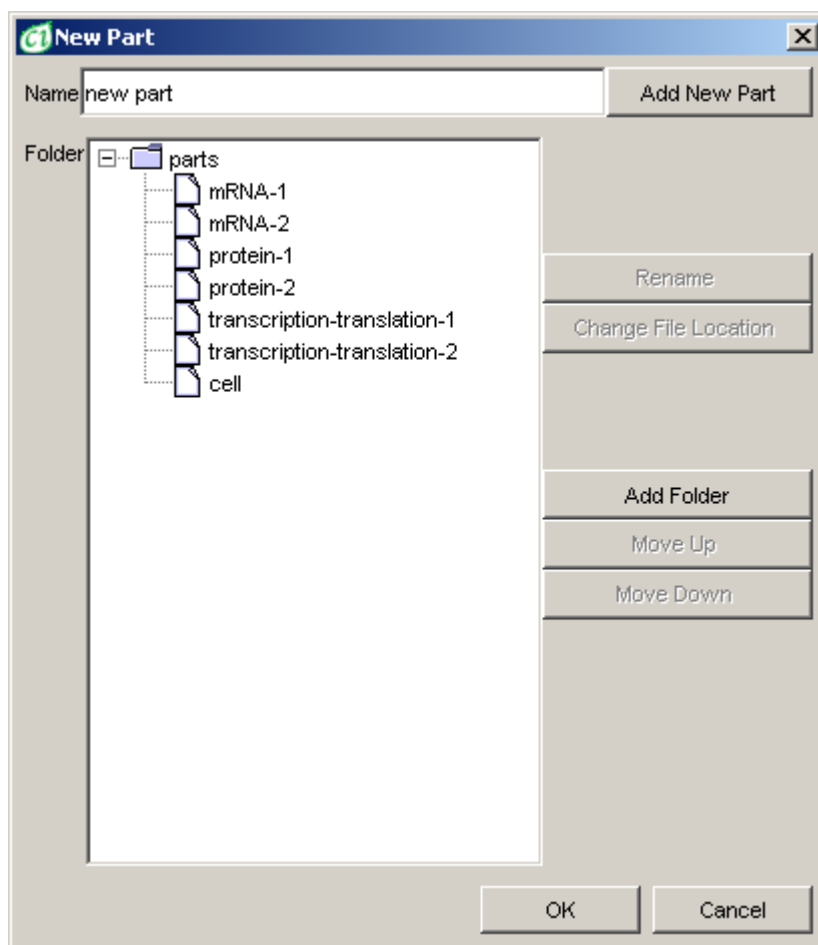 New Part
Name new part Add New Part
Folder
parts
mRNA-1
mRNA-2
protein-1
protein-2
transcription-translation-1
transcription-translation-2
cell
Rename
Change File Location
Add Folder
Move Up
Move Down
OK Cancel